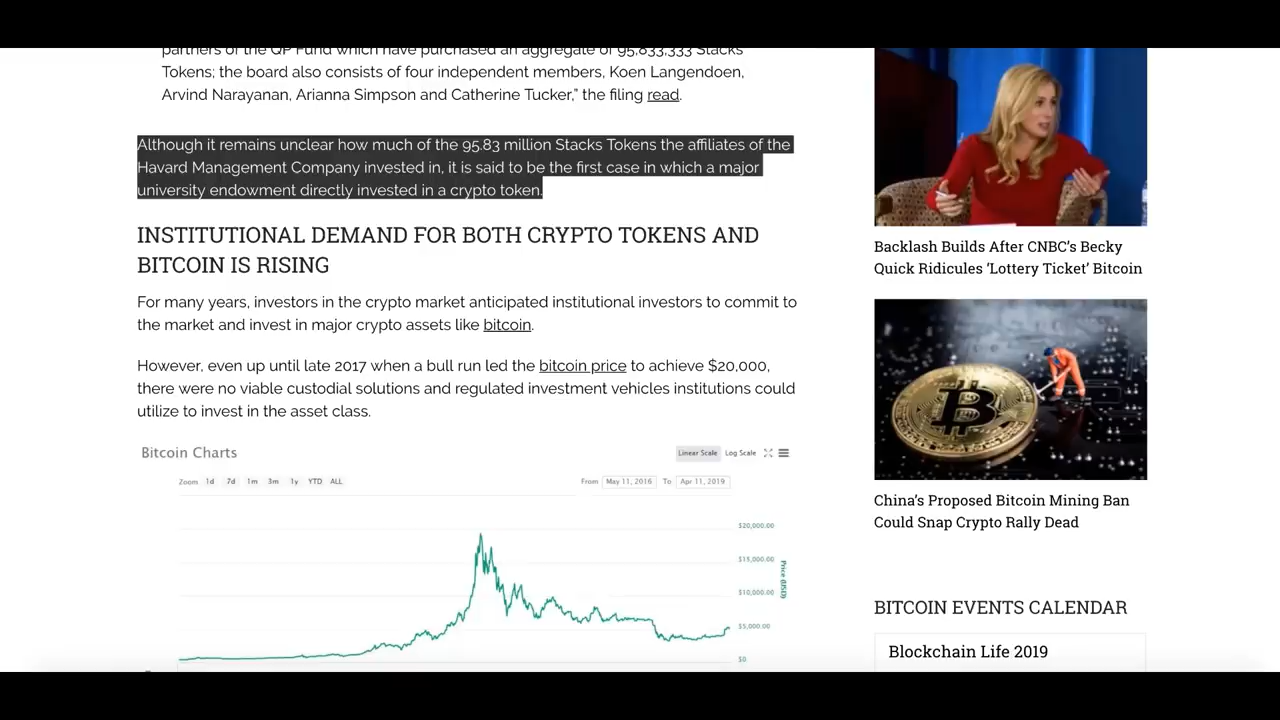 partners of the QP Fund which have purchased an aggregate of 95,833,333 Stacks
Tokens; the board also consists of four independent members, Koen Langendoen,
Arvind Narayanan, Arianna Simpson and Catherine Tucker,” the filing read.
Although it remains unclear how much of the 95.83 million Stacks Tokens the affiliates of the
Havard Management Company invested in, it is said to be the first case in which a major
university endowment directly invested in a crypto token.
INSTITUTIONAL DEMAND FOR BOTH CRYPTO TOKENS AND
BITCOIN IS RISING
For many years, investors in the crypto market anticipated institutional investors to commit to
the market and invest in major crypto assets like bitcoin.
However, even up until late 2017 when a bull run led the bitcoin price to achieve $20,000,
there were no viable custodial solutions and regulated investment vehicles institutions could
utilize to invest in the asset class.
Bitcoin Charts
Linear Scale Log Scale
Zoom 1d 7d 1m 3m 1y YTD ALL
From May 11, 2016 To Apr 11, 2019
$20,000.00
$15,000.00
$10,000.00
$5,000.00
$0
Price (USD)
Backlash Builds After CNBC’s Becky
Quick Ridicules ‘Lottery Ticket’ Bitcoin
China’s Proposed Bitcoin Mining Ban
Could Snap Crypto Rally Dead
BITCOIN EVENTS CALENDAR
Blockchain Life 2019